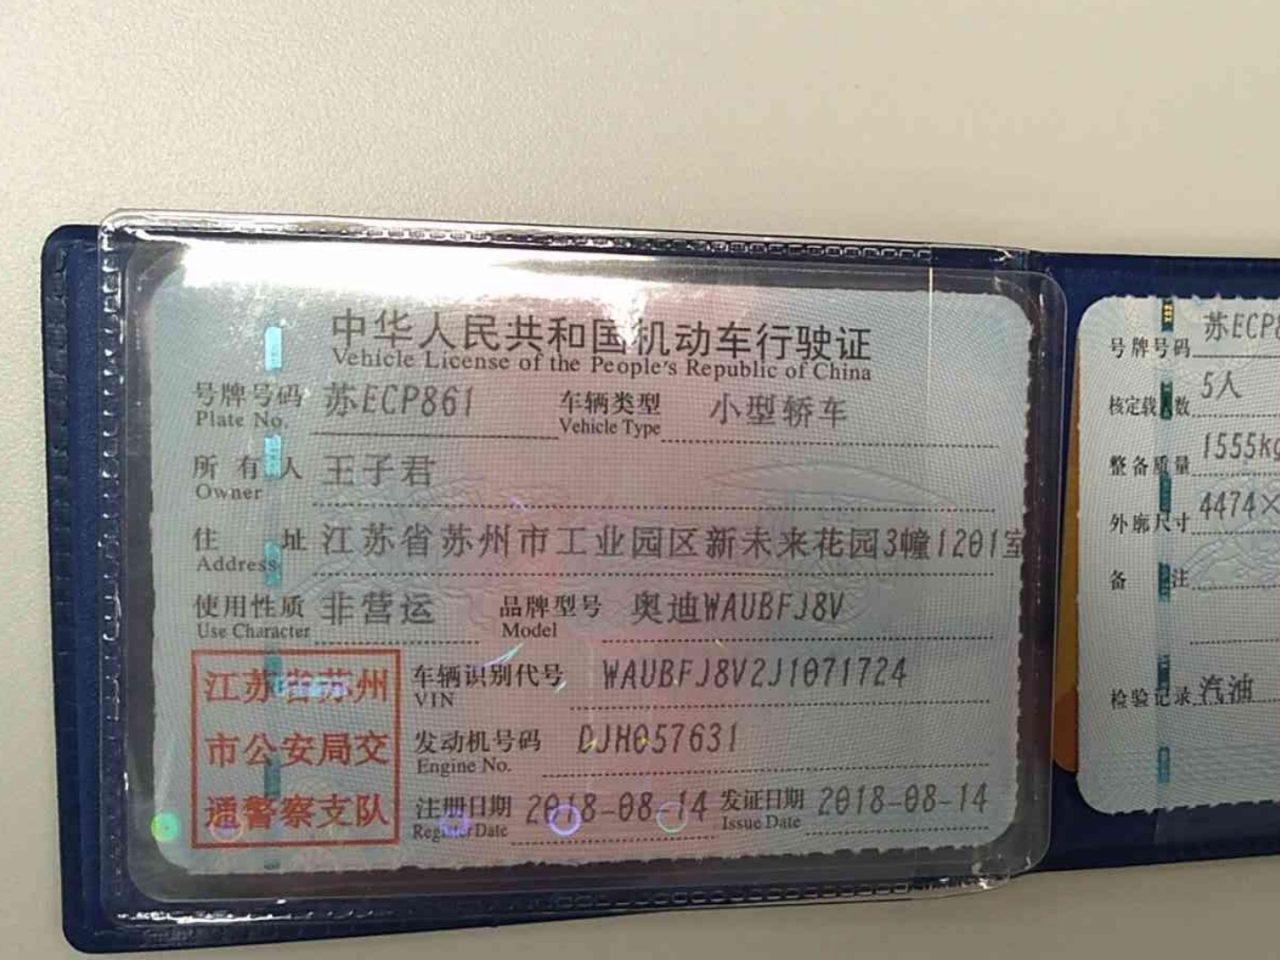 中华人民共和国机动车行驶证
Vehicle License of the People's Republic of China
号牌号码 苏ECP861 车辆类型 小型轿车
Plate No. Vehicle Type
所有人 王子君
Owner
住址 江苏省苏州市工业园区新未来花园3幢1201室
Address
使用性质 非营运 品牌型号 奥迪WAUBFJ8V
Use Character Model
江苏省苏州
市公安局交
通警察支队
车辆识别代号 WAUBFJ8V2J1071724
VIN
发动机号码 DJH057631
Engine No.
注册日期 2018-08-14 发证日期 2018-08-14
Register Date Issue Date
号牌号码 苏ECP
核定载人数 5人
整备质量 1555kg
外廓尺寸 4474×
备注
检验记录 汽油